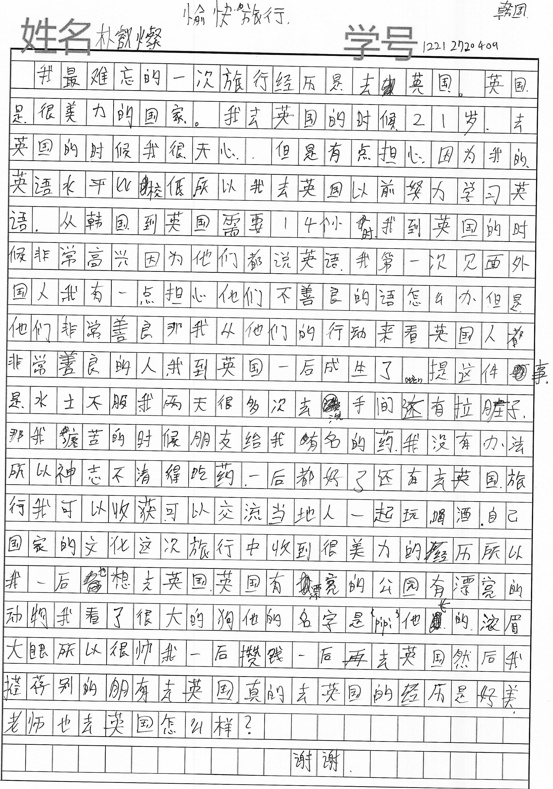 愉快旅行.
韩国
姓名 朴 灿 学号 1221 2720409
我最难忘的一次旅行经历是去英国。英国
是很美力的国家。我去英国的时候21岁.去
英国的时候我很开心.但是有点担心.因为我的
英语水平比较低所以我去英国以前努力学习英
语.从韩国到英国需要14个小时.我到英国的时
候非常高兴因为他们都说英语.我第一次见面外
国人我有一点担心他们不善良的话怎么办但是
他们非常善良那我从他们的行动来看英国人都
非常善良的人我到英国一后成生了……提这件事
是水土不服我两天很多次去洗手间还有拉肚子.
那我痛苦的时候朋友给我有名的药.我没有办法
所以神志不清得吃药.一后都好了还有去英国旅
行我可以收获可以交流当地人一起玩喝酒.自己
国家的文化这次旅行中收到很美力的经历所以
我一后也想去英国英国有漂亮的公园有漂亮的
动物我看了很大的狗他的名字是"pipi"他长的浓眉
大眼所以很帅我一后攒钱一后再去英国然后我
推荐别的朋有去英国真的去英国的经历是好美.
老师也去英国怎么样?
谢谢.